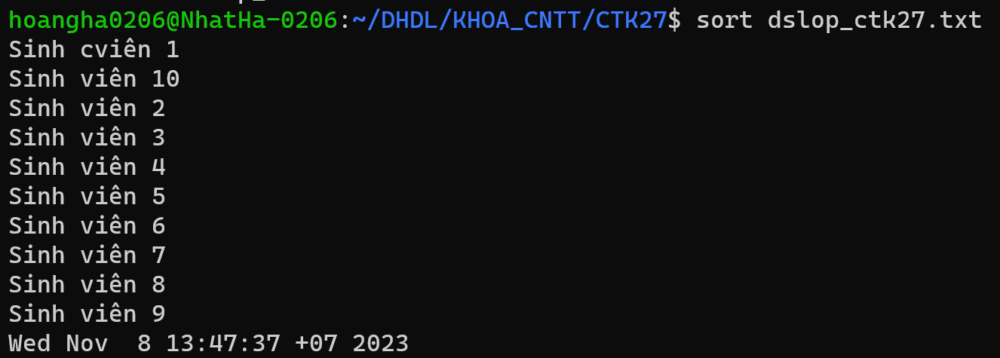 hoangha0206@NhatHa-0206:~/DHDL/KHOA_CNTT/CTK27$ sort dslop_ctk27.txt
Sinh cviên 1
Sinh viên 10
Sinh viên 2
Sinh viên 3
Sinh viên 4
Sinh viên 5
Sinh viên 6
Sinh viên 7
Sinh viên 8
Sinh viên 9
Wed Nov  8 13:47:37 +07 2023